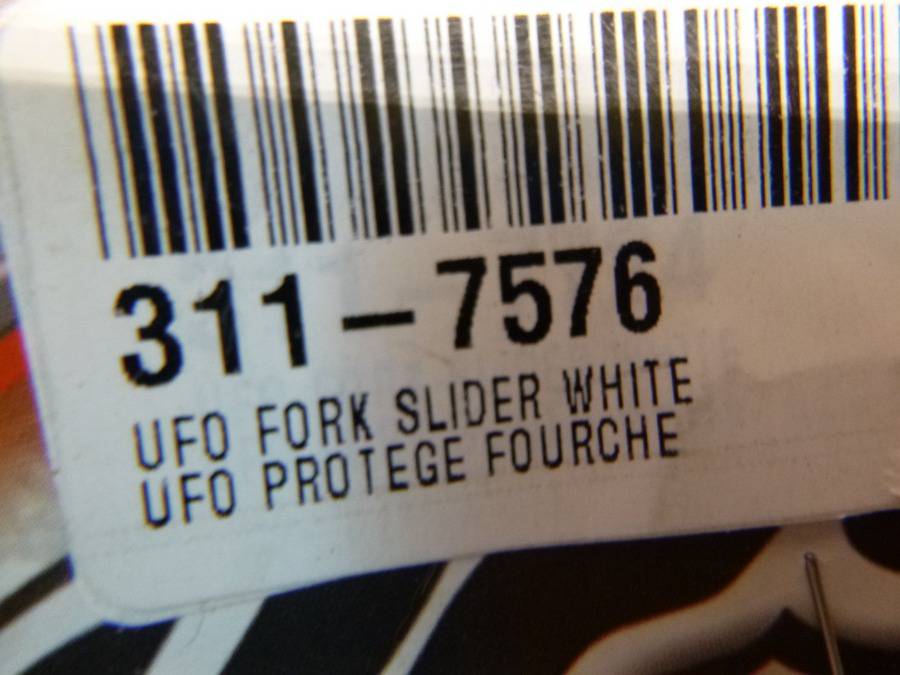 311-7576
UFO FORK SLIDER WHITE
UFO PROTEGE FOURCHE